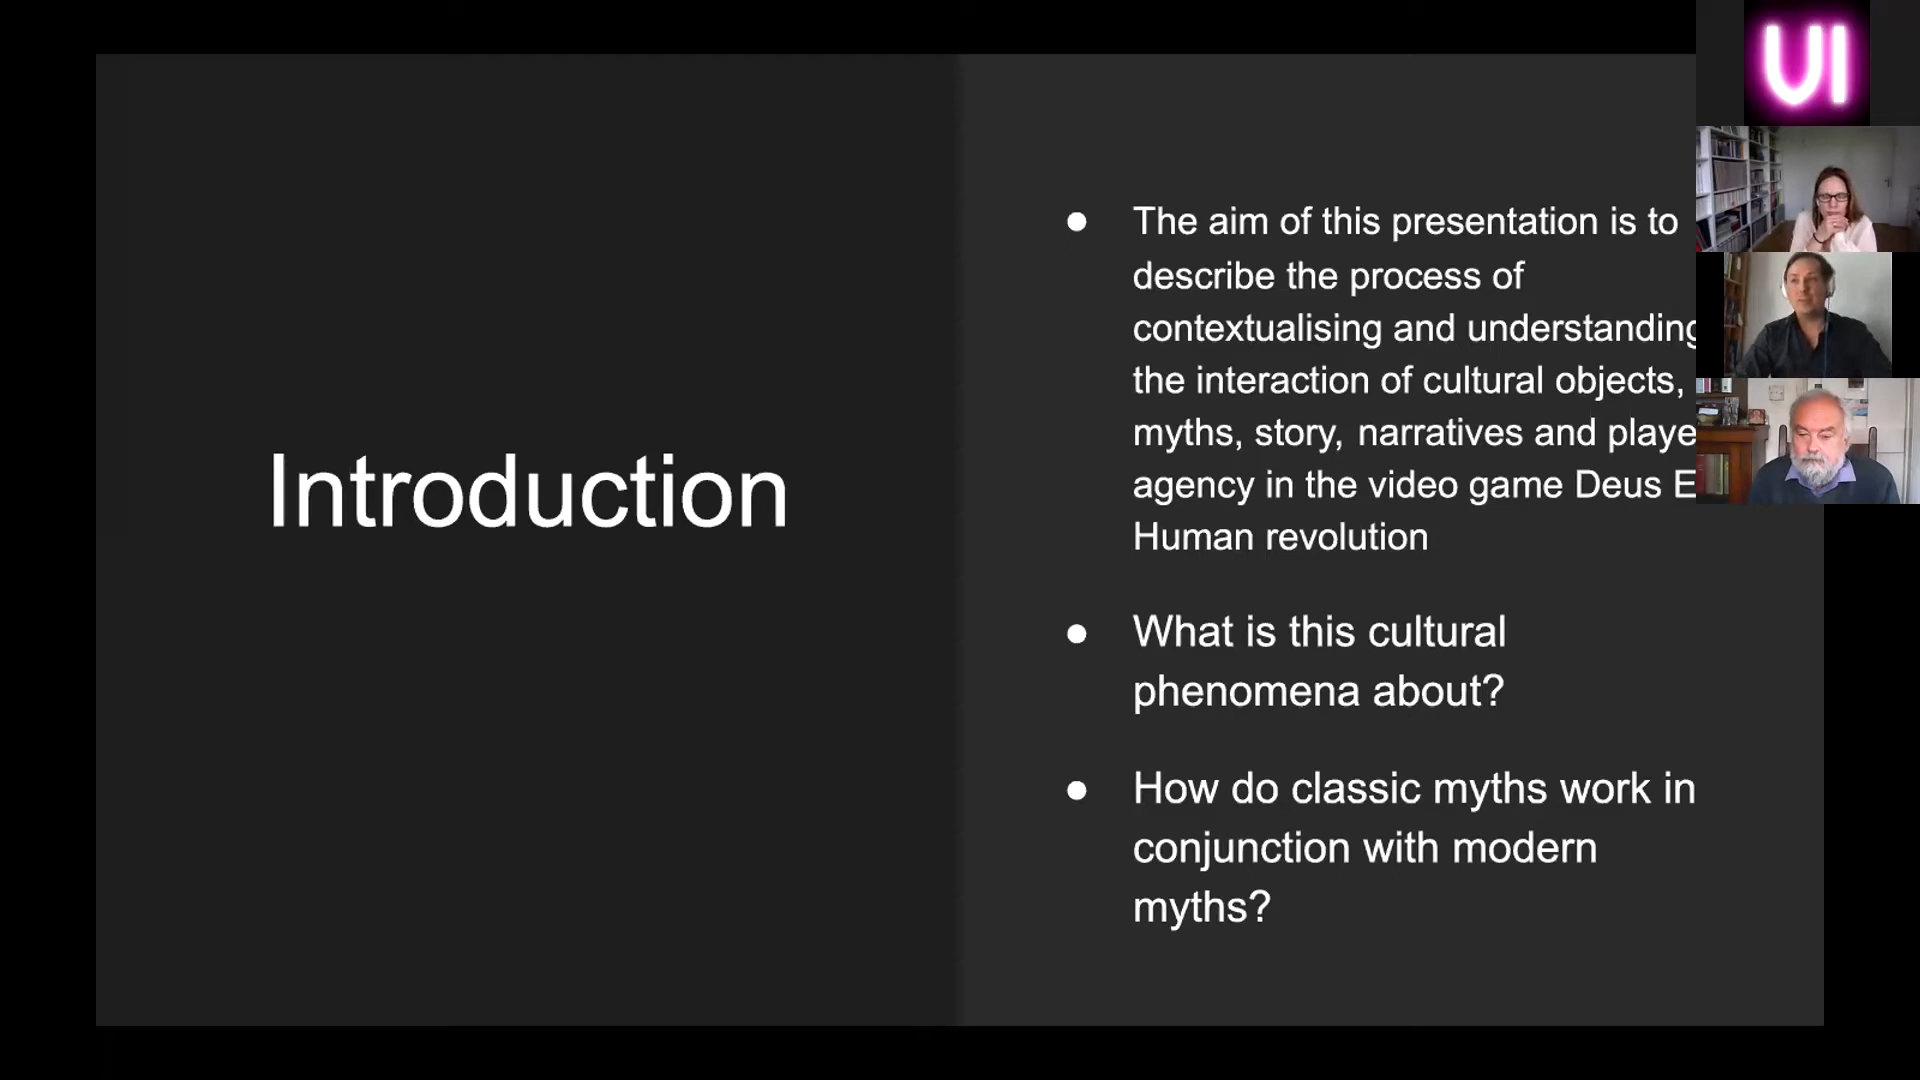 Introduction
The aim of this presentation is to
describe the process of
contextualising and understanding
the interaction of cultural objects,
myths, story, narratives and playe
agency in the video game Deus E
Human revolution
What is this cultural
phenomena about?
How do classic myths work in
conjunction with modern
myths?
UI